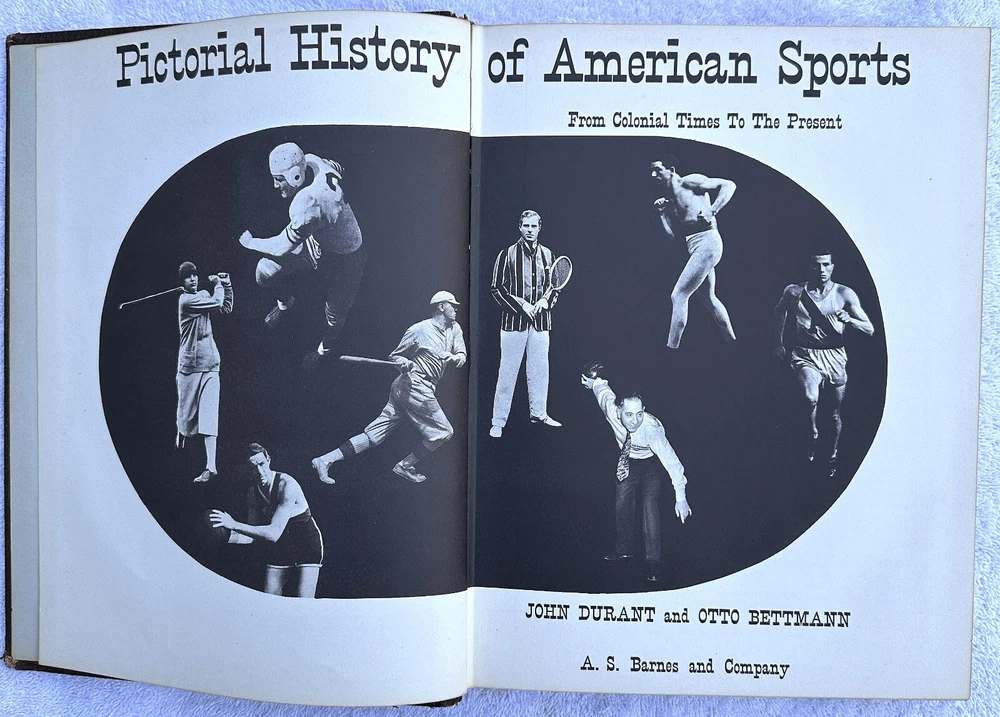 Pictorial History of American Sports
From Colonial Times To The Present
JOHN DURANT and OTTO BETTMANN
A. S. Barnes and Company